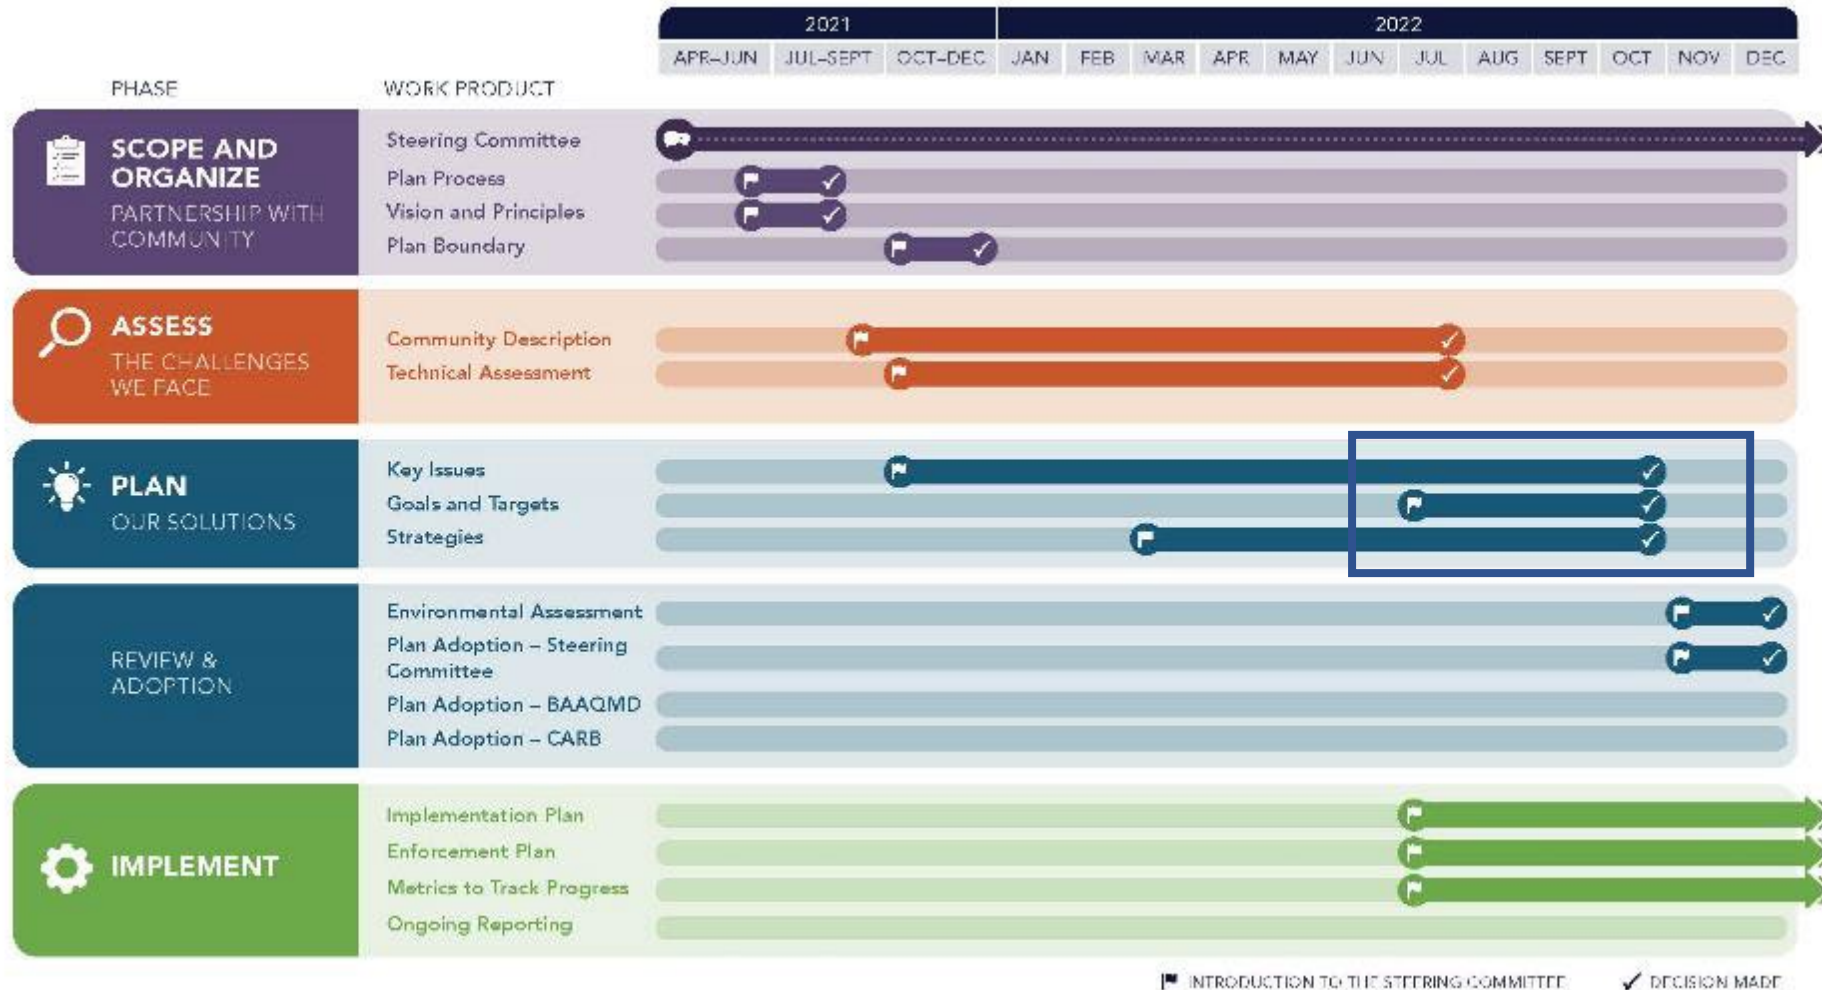 2021 2022
APR–JUN JUL–SEPT OCT–DEC JAN FEB MAR APR MAY JUN JUL AUG SEPT OCT NOV DEC
PHASE WORK PRODUCT
SCOPE AND
ORGANIZE
PARTNERSHIP WITH
COMMUNITY
Steering Committee
Plan Process
Vision and Principles
Plan Boundary
ASSESS
THE CHALLENGES
WE FACE
Community Description
Technical Assessment
PLAN
OUR SOLUTIONS
Key Issues
Goals and Targets
Strategies
REVIEW &
ADOPTION
Environmental Assessment
Plan Adoption – Steering
Committee
Plan Adoption – BAAQMD
Plan Adoption – CARB
IMPLEMENT
Implementation Plan
Enforcement Plan
Metrics to Track Progress
Ongoing Reporting
INTRODUCTION TO THE STEERING COMMITTEE DECISION MADE